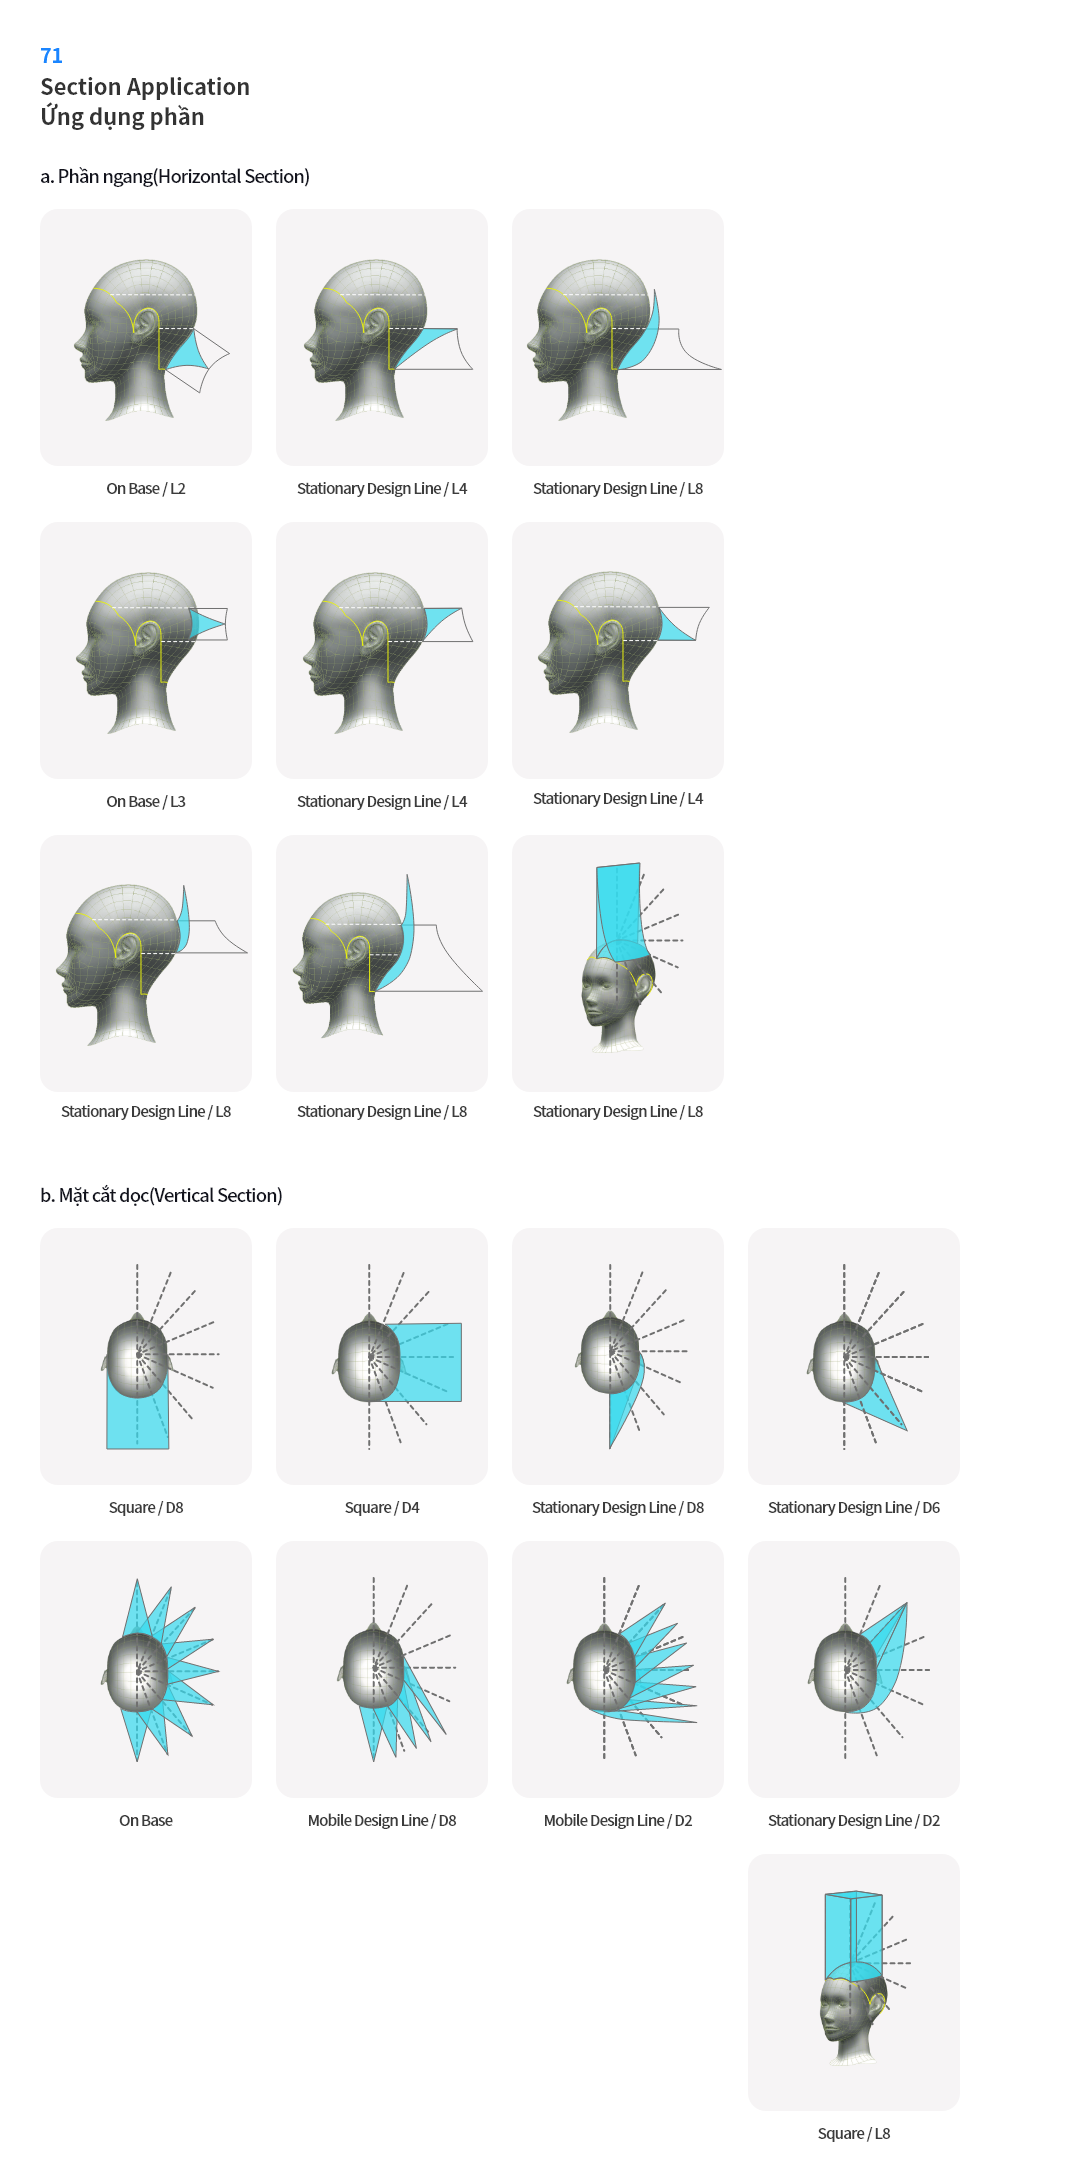 71
Section Application
Ứng dụng phần
a. Phần ngang(Horizontal Section)
On Base / L2
Stationary Design Line / L4
Stationary Design Line / L8
On Base / L3
Stationary Design Line / L4
Stationary Design Line / L4
Stationary Design Line / L8
Stationary Design Line / L8
Stationary Design Line / L8
b. Mặt cắt dọc(Vertical Section)
Square / D8
Square / D4
Stationary Design Line / D8
Stationary Design Line / D6
On Base
Mobile Design Line / D8
Mobile Design Line / D2
Stationary Design Line / D2
Square / L8